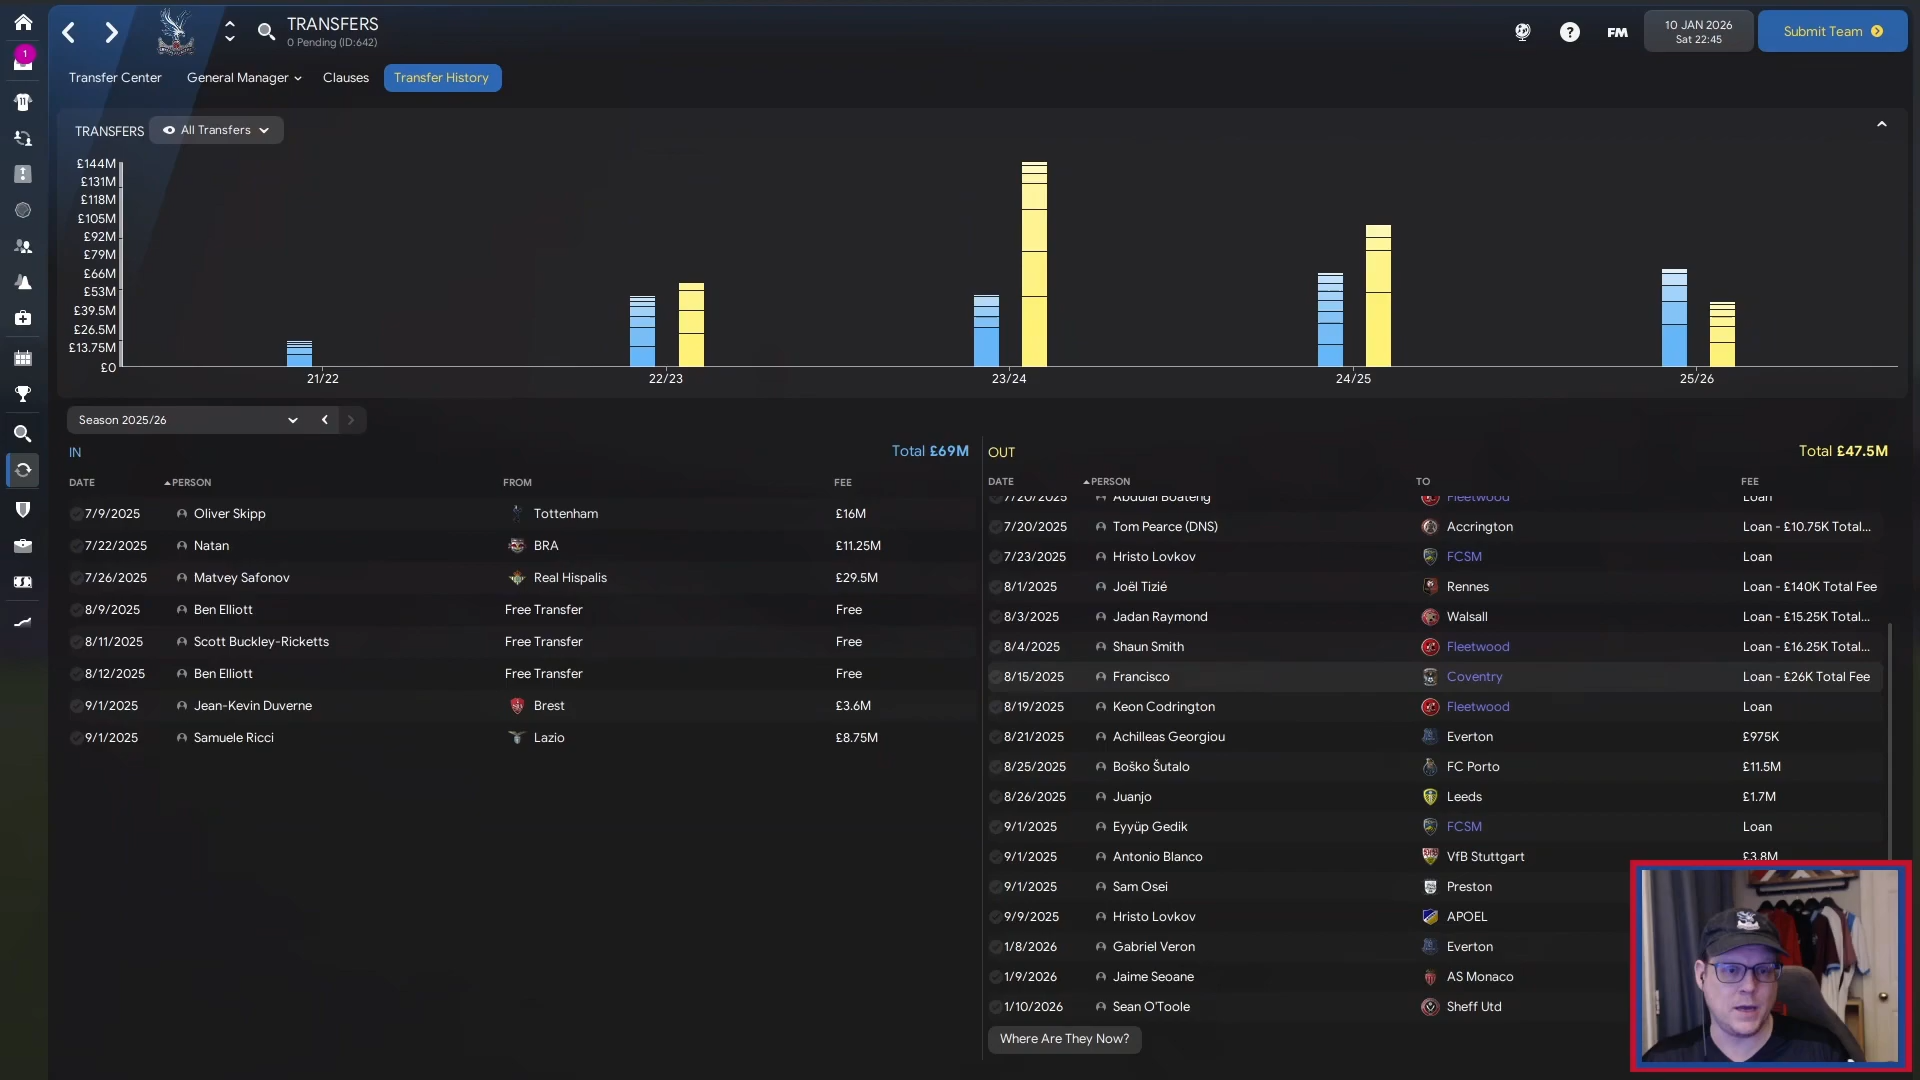 TRANSFERS
0 Pending (ID:642)
FM
10 JAN 2026
Sat 22:45
Submit Team
1
11
Transfer Center
General Manager
Clauses
Transfer History
TRANSFERS
All Transfers
£144M
£131M
£118M
£105M
£92M
£79M
£66M
£53M
£39.5M
£26.5M
£13.75M
£0
21/22
22/23
23/24
24/25
25/26
Season 2025/26
IN
Total £69M
DATE PERSON FROM FEE
7/9/2025 Oliver Skipp Tottenham £16M
7/22/2025 Natan BRA £11.25M
7/26/2025 Matvey Safonov Real Hispalis £29.5M
8/9/2025 Ben Elliott Free Transfer Free
8/11/2025 Scott Buckley-Ricketts Free Transfer Free
8/12/2025 Ben Elliott Free Transfer Free
9/1/2025 Jean-Kevin Duverne Brest £3.6M
9/1/2025 Samuele Ricci Lazio £8.75M
OUT
Total £47.5M
DATE PERSON TO FEE
7/20/2025 Abdulai Boateng Fleetwood Loan
7/20/2025 Tom Pearce (DNS) Accrington Loan - £10.75K Total...
7/23/2025 Hristo Lovkov FCSM Loan
8/1/2025 Joël Tizié Rennes Loan - £140K Total Fee
8/3/2025 Jadan Raymond Walsall Loan - £15.25K Total...
8/4/2025 Shaun Smith Fleetwood Loan - £16.25K Total...
8/15/2025 Francisco Coventry Loan - £26K Total Fee
8/19/2025 Keon Codrington Fleetwood Loan
8/21/2025 Achilleas Georgiou Everton £975K
8/25/2025 Boško Šutalo FC Porto £11.5M
8/26/2025 Juanjo Leeds £1.7M
9/1/2025 Eyyüp Gedik FCSM Loan
9/1/2025 Antonio Blanco VfB Stuttgart £3.8M
9/1/2025 Sam Osei Preston
9/9/2025 Hristo Lovkov APOEL
1/8/2026 Gabriel Veron Everton
1/9/2026 Jaime Seoane AS Monaco
1/10/2026 Sean O'Toole Sheff Utd
Where Are They Now?